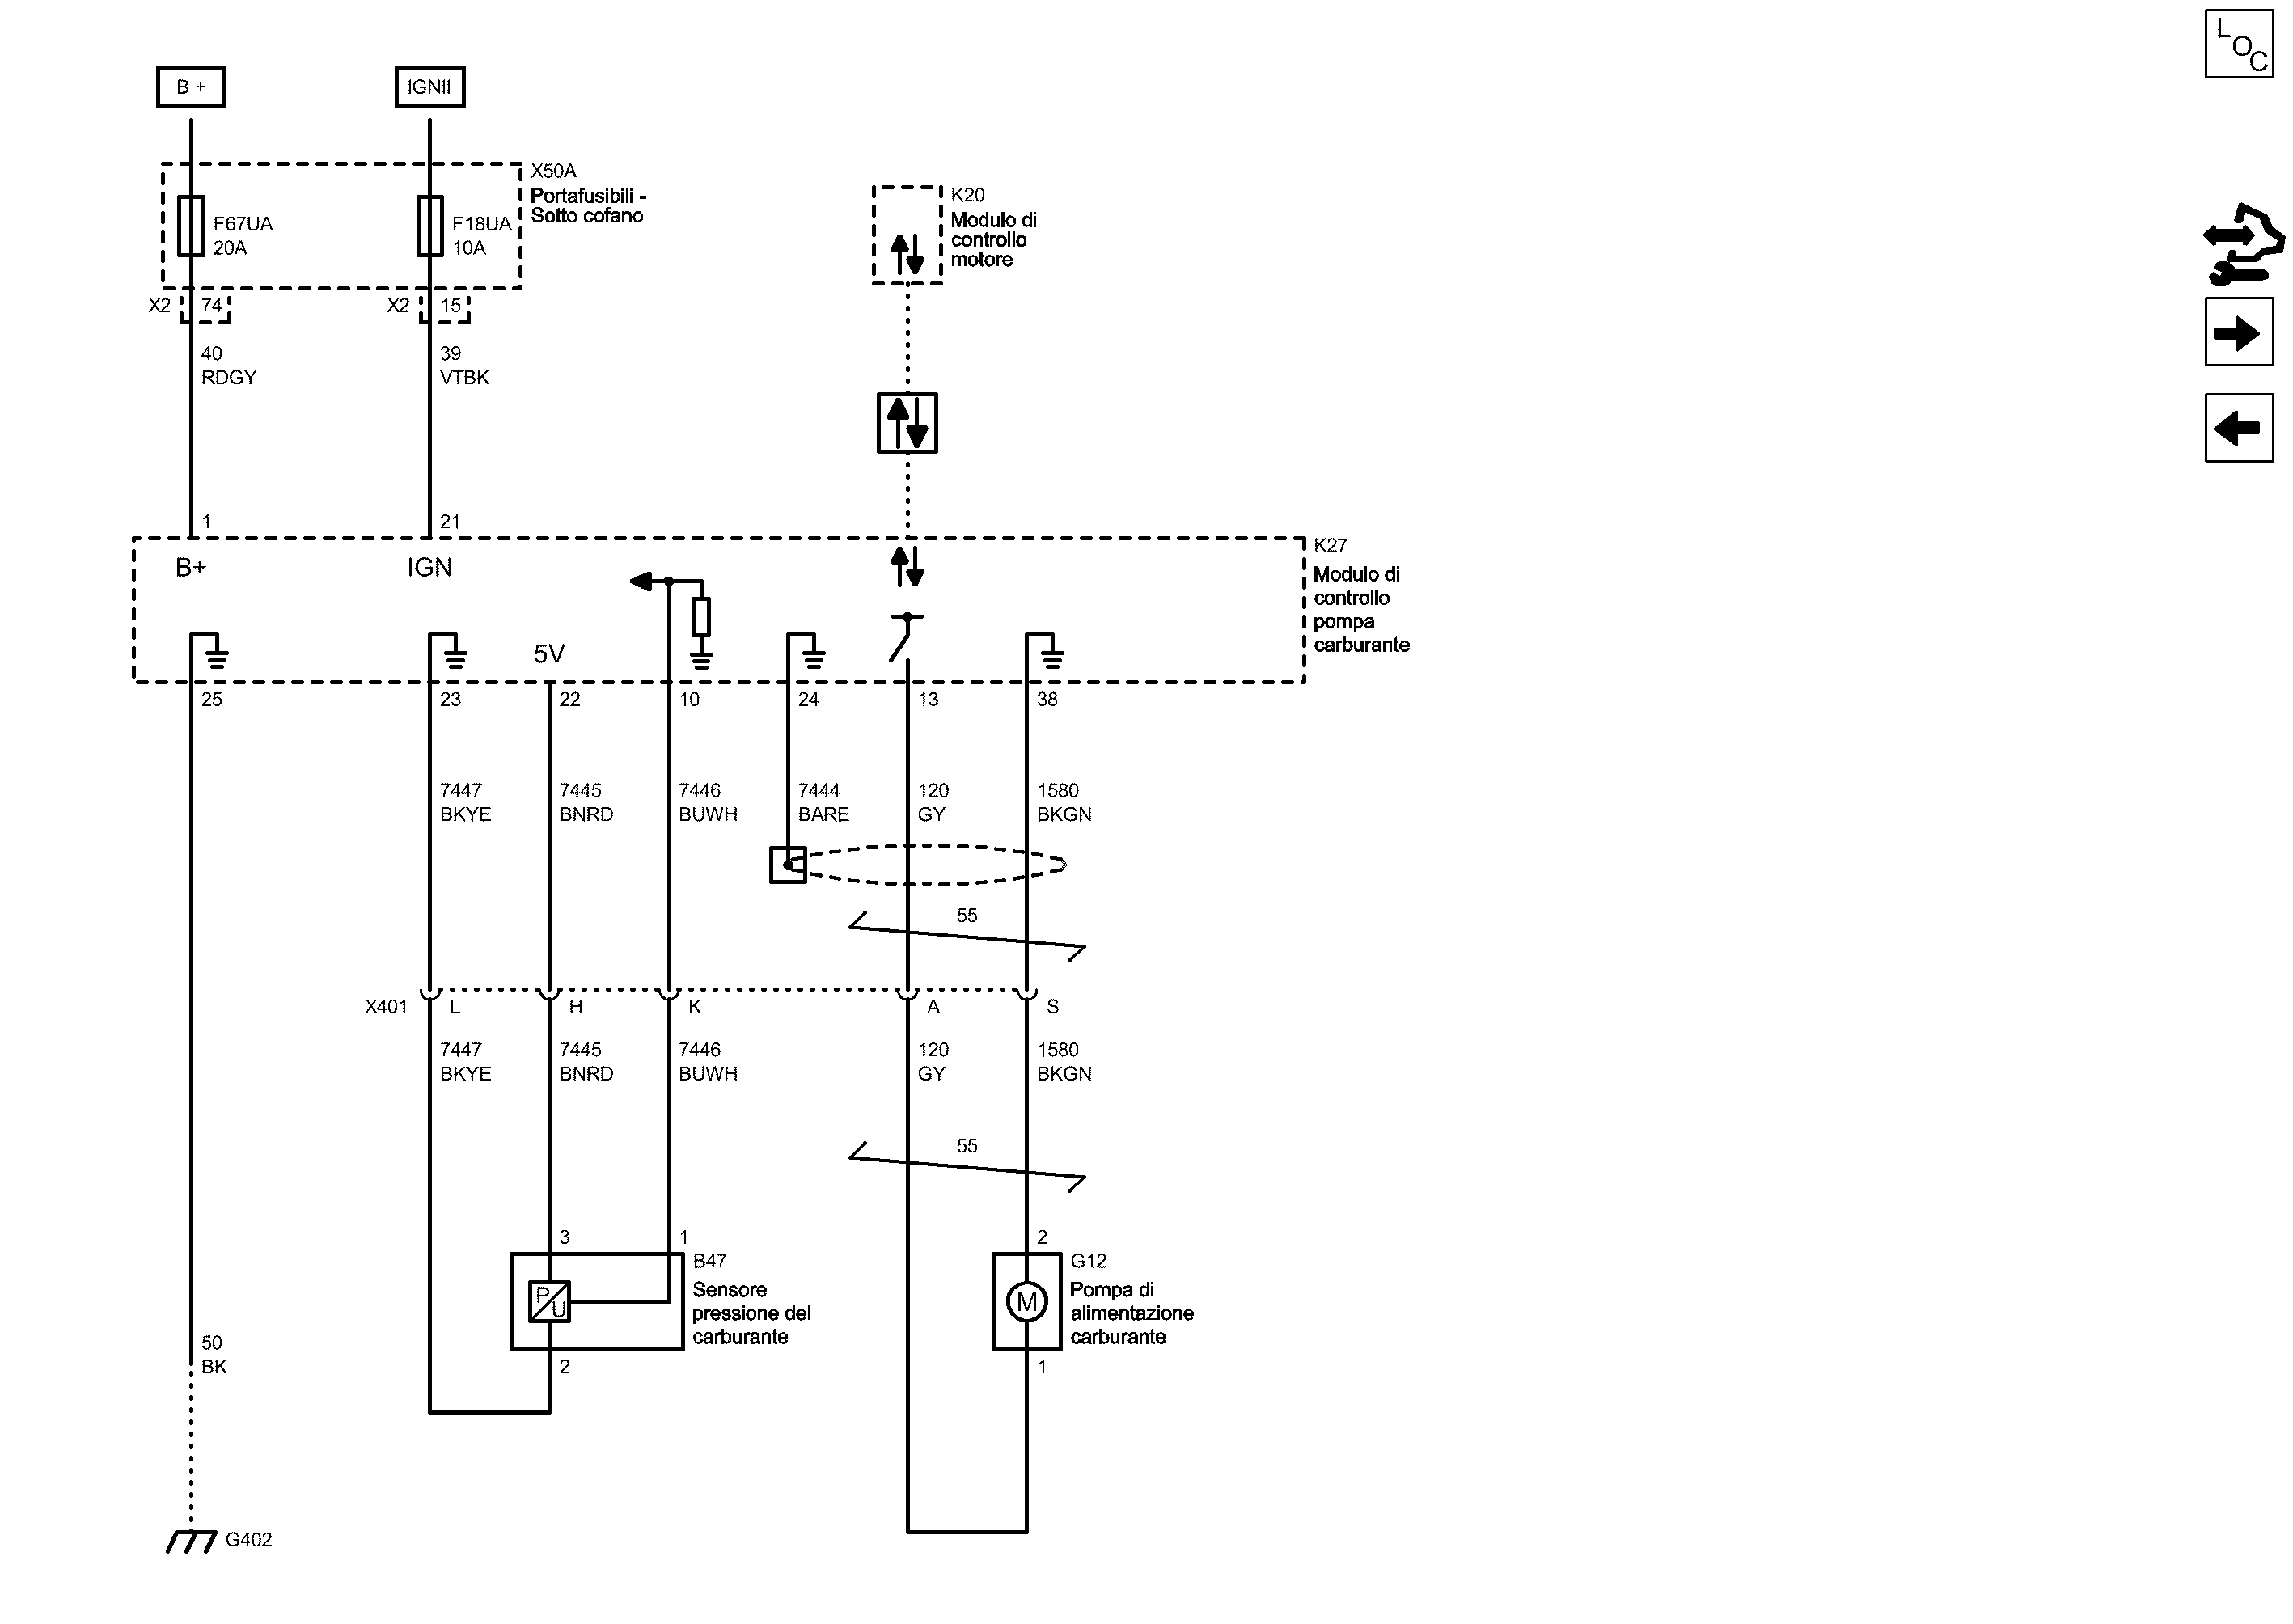 LOC
B +
IGNII
X50A
Portafusibili -
Sotto cofano
F67UA
20A
F18UA
10A
K20
Modulo di
controllo
motore
X2 74
X2 15
40
RDGY
39
VTBK
1
21
B+
IGN
K27
Modulo di
controllo
pompa
carburante
5V
25
23
22
10
24
13
38
7447
BKYE
7445
BNRD
7446
BUWH
7444
BARE
120
GY
1580
BKGN
55
X401 L H K A S
7447
BKYE
7445
BNRD
7446
BUWH
120
GY
1580
BKGN
55
3
1
2
B47
Sensore
pressione del
carburante
P
U
G12
Pompa di
alimentazione
carburante
M
50
BK
2
1
G402